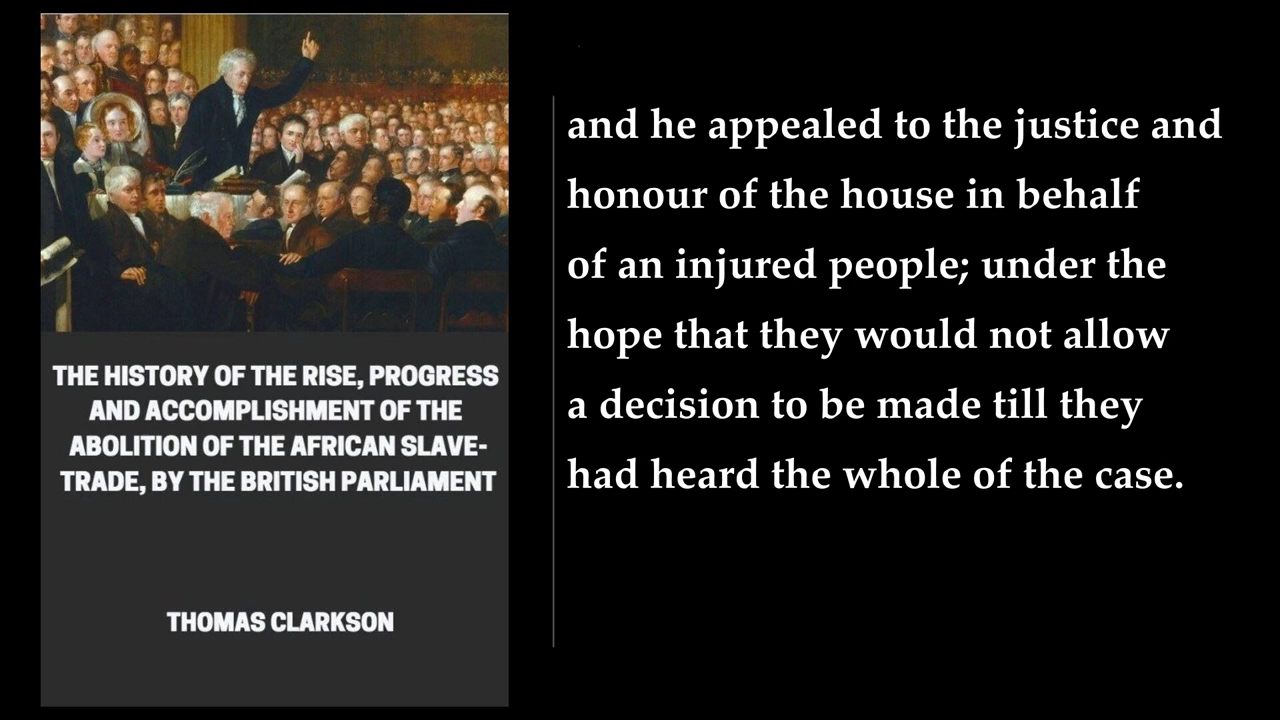 THE HISTORY OF THE RISE, PROGRESS
AND ACCOMPLISHMENT OF THE
ABOLITION OF THE AFRICAN SLAVE-
TRADE, BY THE BRITISH PARLIAMENT
THOMAS CLARKSON
and he appealed to the justice and
honour of the house in behalf
of an injured people; under the
hope that they would not allow
a decision to be made till they
had heard the whole of the case.